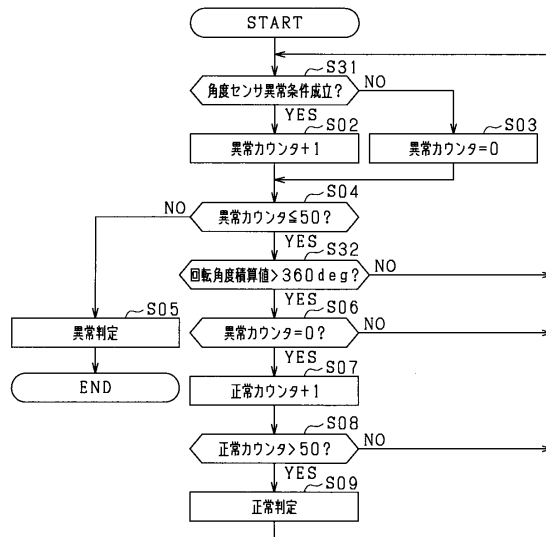 START
S31
角度センサ異常条件成立?
NO
YES
S02
異常カウンタ+1
S03
異常カウンタ=0
S04
異常カウンタ≦50?
NO
YES
S32
回転角度積算値>360deg?
NO
YES
S05
異常判定
END
S06
異常カウンタ=0?
NO
YES
S07
正常カウンタ+1
S08
正常カウンタ>50?
NO
YES
S09
正常判定